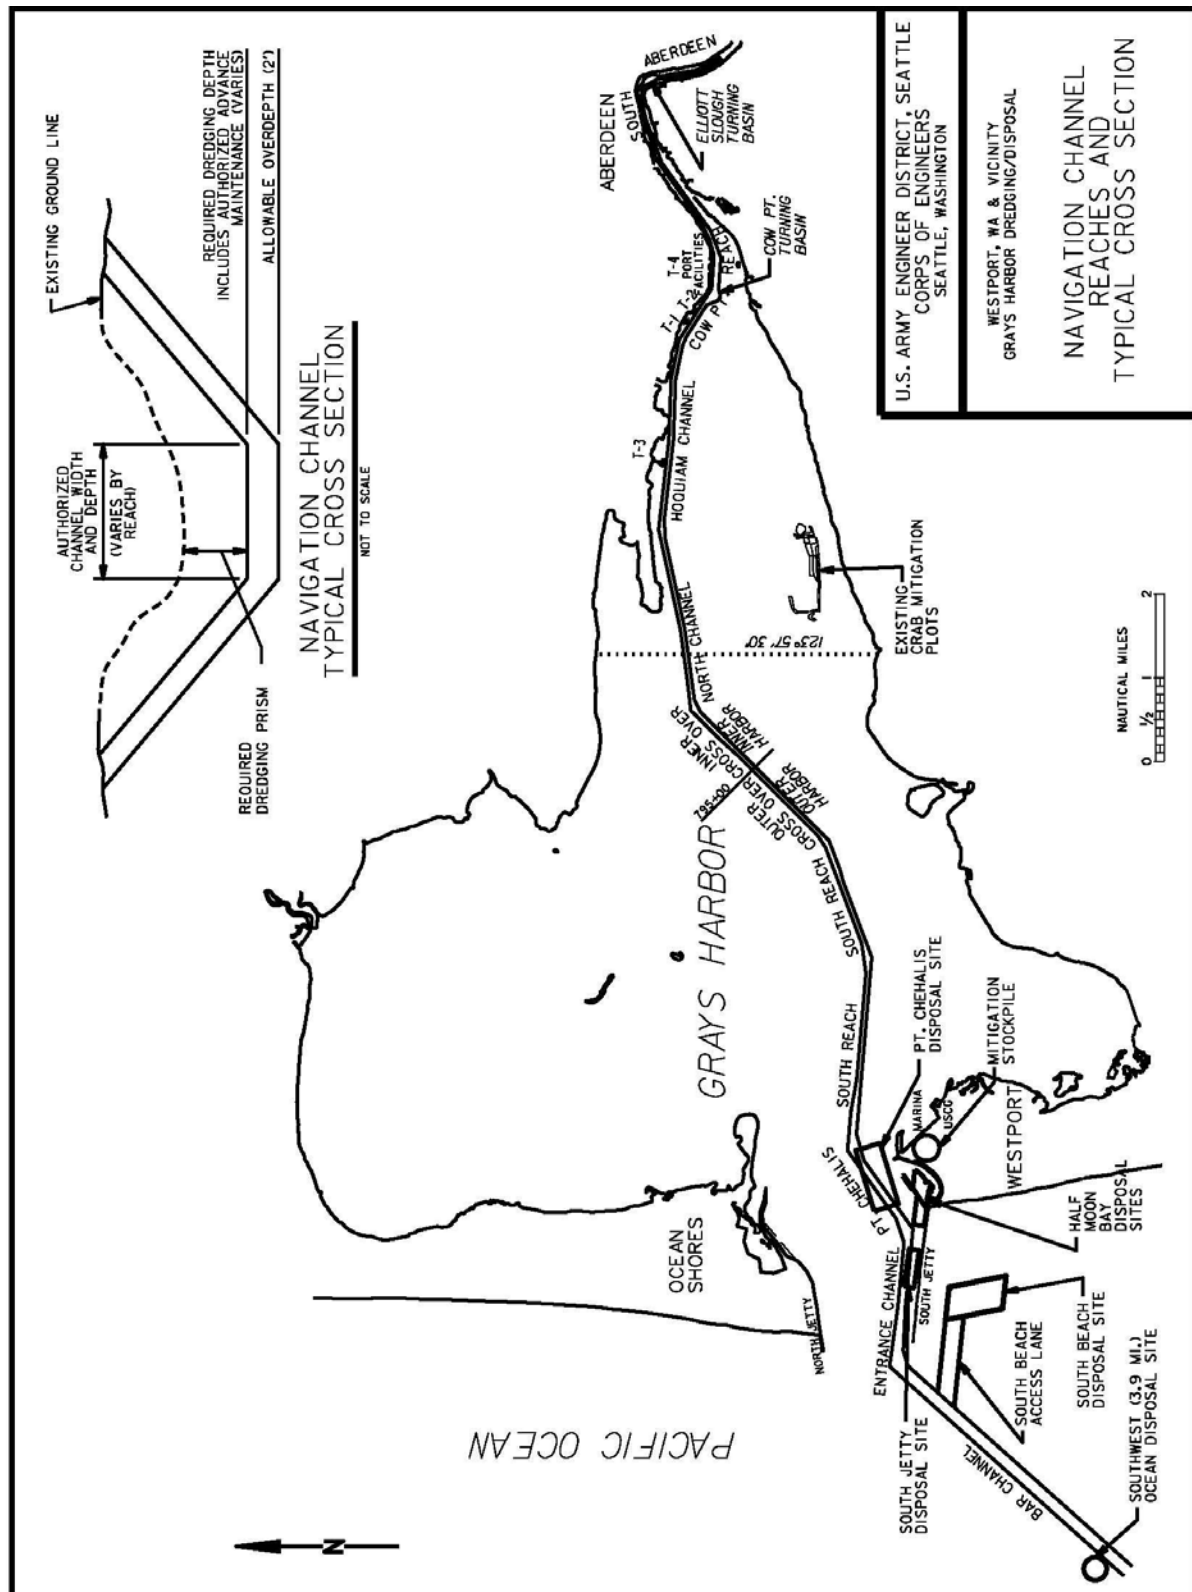 EXISTING GROUND LINE
REQUIRED DREDGING DEPTH
INCLUDES AUTHORIZED ADVANCE
MAINTENANCE (VARIES)
ALLOWABLE OVERDEPTH (2')
AUTHORIZED
CHANNEL WIDTH
AND DEPTH
(VARIES BY
REACH)
REQUIRED
DREDGING PRISM
NAVIGATION CHANNEL
TYPICAL CROSS SECTION
NOT TO SCALE
N
PACIFIC OCEAN
GRAYS HARBOR
OCEAN
SHORES
NORTH JETTY
ABERDEEN
SOUTH
ABERDEEN
ELLIOTT
SLOUGH
TURNING
BASIN
COW PT.
TURNING
BASIN
T-4
PORT
FACILITIES
T-2
T-1
COW PT REACH
T-3
HOQUIAM CHANNEL
NORTH CHANNEL
123° 57' 30"
EXISTING
CRAB MITIGATION
PLOTS
INNER
CROSS OVER
INNER
HARBOR
795+00
OUTER
HARBOR
OUTER
CROSS OVER
SOUTH REACH
SOUTH REACH
PT. CHEHALIS
DISPOSAL SITE
MITIGATION
STOCKPILE
MARINA
USCG
WESTPORT
PT CHEHALIS
HALF
MOON
BAY
DISPOSAL
SITES
ENTRANCE CHANNEL
SOUTH JETTY
SOUTH BEACH
DISPOSAL SITE
SOUTH BEACH
ACCESS LANE
SOUTH JETTY
DISPOSAL SITE
BAR CHANNEL
SOUTHWEST (3.9 MI.)
OCEAN DISPOSAL SITE
NAUTICAL MILES
0 1/2 1 2
U.S. ARMY ENGINEER DISTRICT, SEATTLE
CORPS OF ENGINEERS
SEATTLE, WASHINGTON
WESTPORT, WA & VICINITY
GRAYS HARBOR DREDGING/DISPOSAL
NAVIGATION CHANNEL
REACHES AND
TYPICAL CROSS SECTION